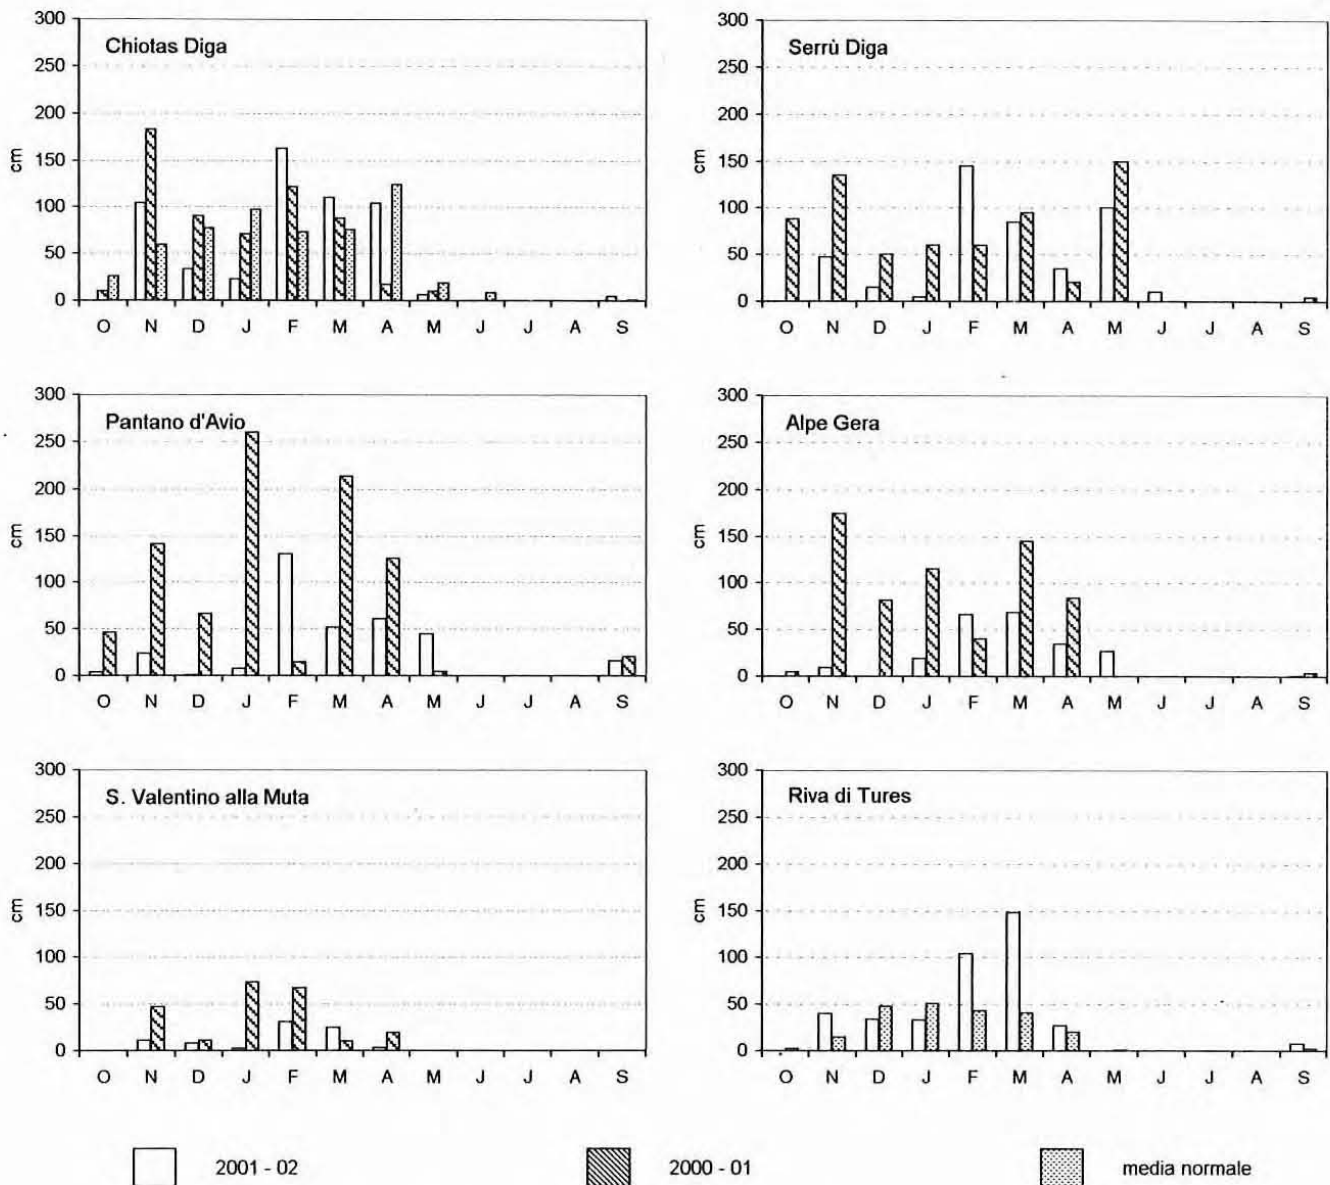 300
Chiotas Diga
250
200
150
100
50
0
cm
O N D J F M A M J J A S
300
Serrù Diga
250
200
150
100
50
0
cm
O N D J F M A M J J A S
300
Pantano d'Avio
250
200
150
100
50
0
cm
O N D J F M A M J J A S
300
Alpe Gera
250
200
150
100
50
0
cm
O N D J F M A M J J A S
300
S. Valentino alla Muta
250
200
150
100
50
0
cm
O N D J F M A M J J A S
300
Riva di Tures
250
200
150
100
50
0
cm
O N D J F M A M J J A S
2001 - 02 2000 - 01 media normale